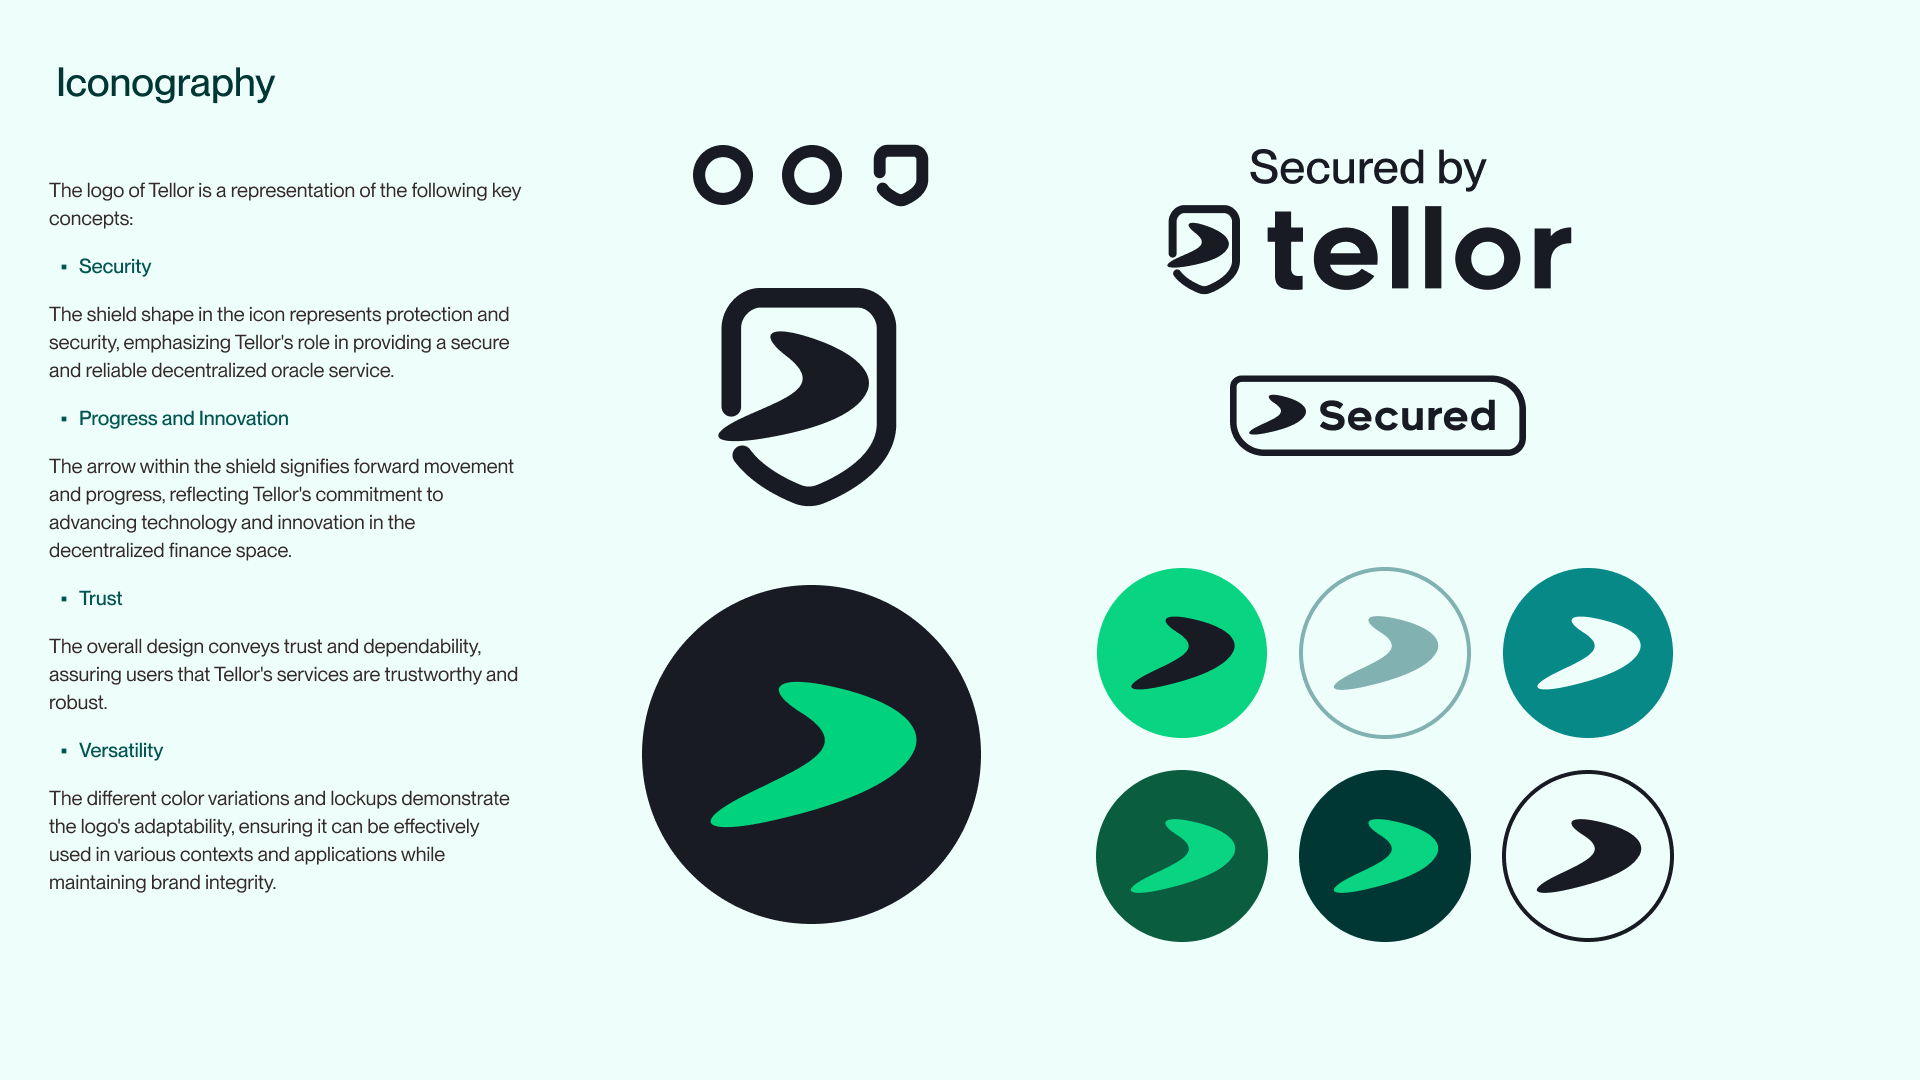 Iconography
The logo of Tellor is a representation of the following key
concepts:
▪ Security
The shield shape in the icon represents protection and
security, emphasizing Tellor's role in providing a secure
and reliable decentralized oracle service.
▪ Progress and Innovation
The arrow within the shield signifies forward movement
and progress, reflecting Tellor's commitment to
advancing technology and innovation in the
decentralized finance space.
▪ Trust
The overall design conveys trust and dependability,
assuring users that Tellor's services are trustworthy and
robust.
▪ Versatility
The different color variations and lockups demonstrate
the logo's adaptability, ensuring it can be effectively
used in various contexts and applications while
maintaining brand integrity.
Secured by
tellor
Secured